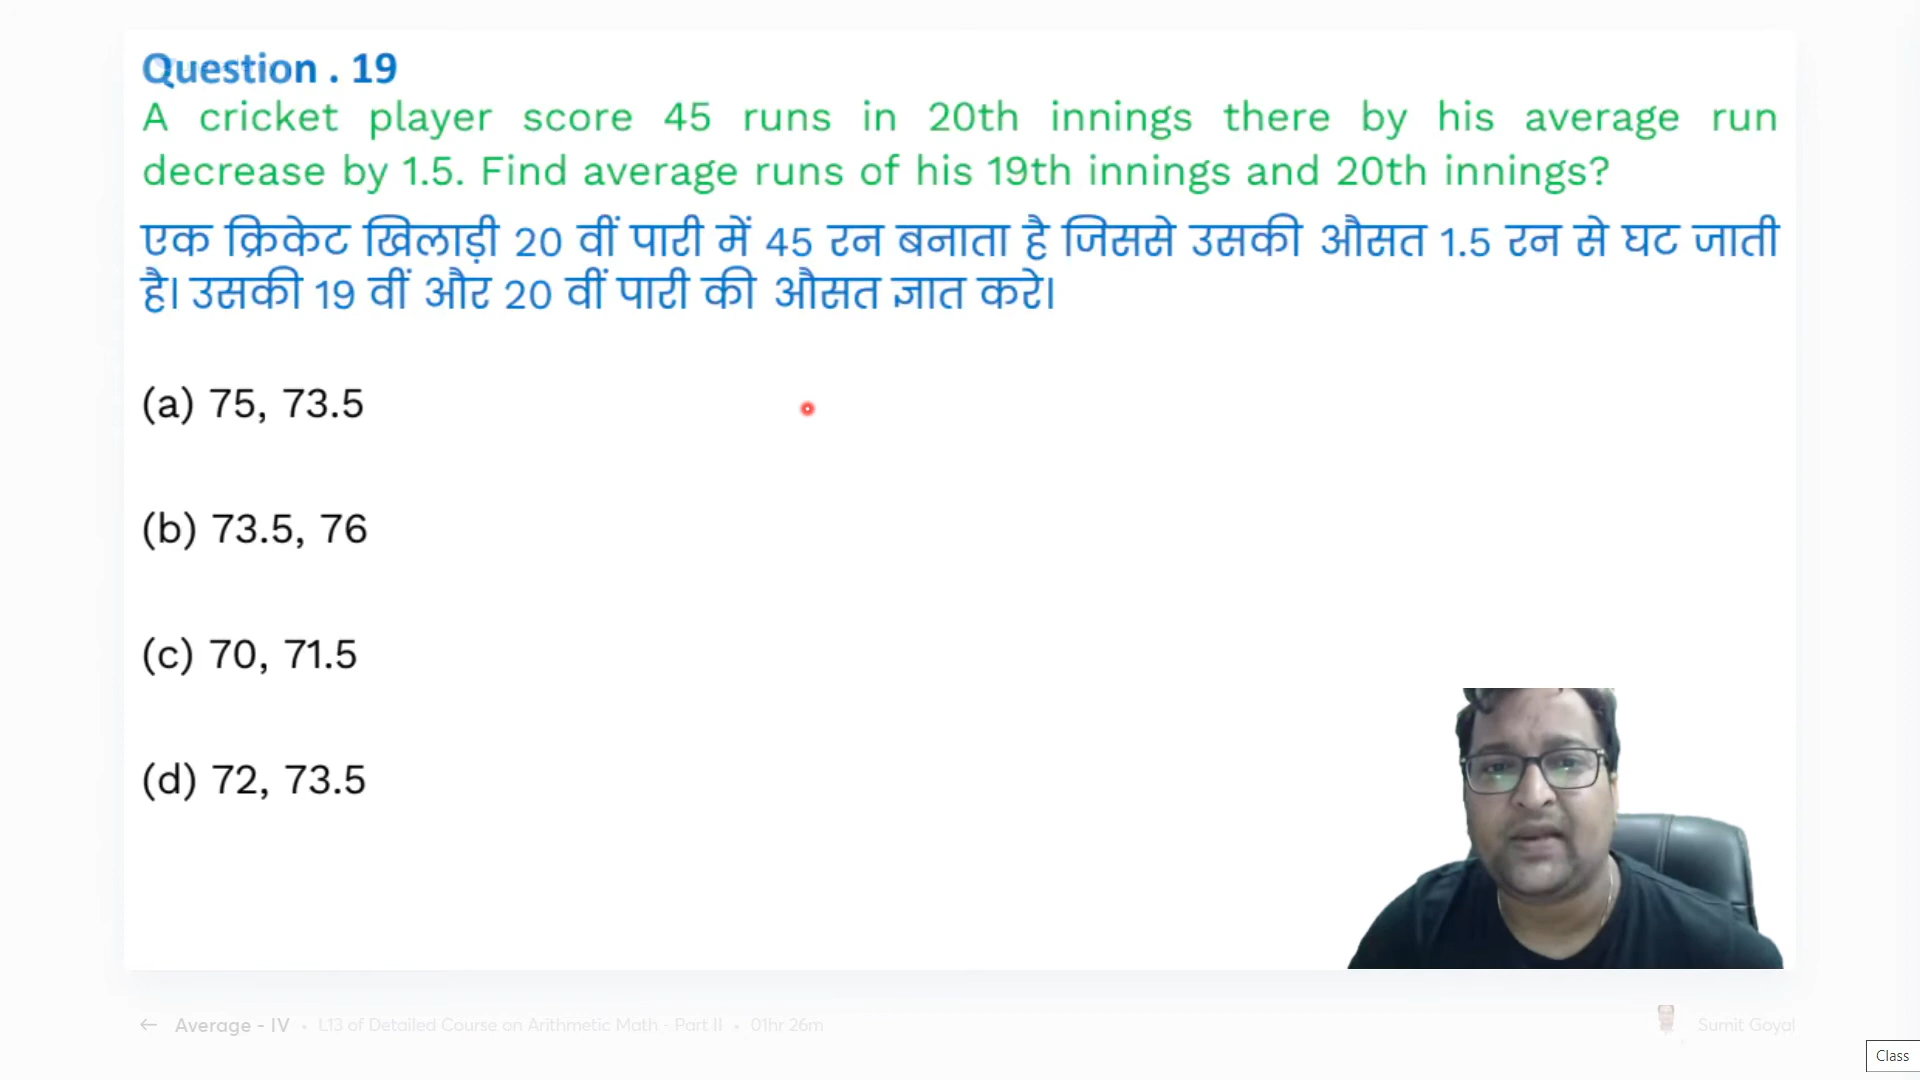 Question . 19
A cricket player score 45 runs in 20th innings there by his average run
decrease by 1.5. Find average runs of his 19th innings and 20th innings?
एक क्रिकेट खिलाड़ी 20 वीं पारी में 45 रन बनाता है जिससे उसकी औसत 1.5 रन से घट जाती
है। उसकी 19 वीं और 20 वीं पारी की औसत ज्ञात करे।
(a) 75, 73.5
(b) 73.5, 76
(c) 70, 71.5
(d) 72, 73.5
← Average - IV • L13 of Detailed Course on Arithmetic Math - Part II • 01hr 26m
Sumit Goyal
Class